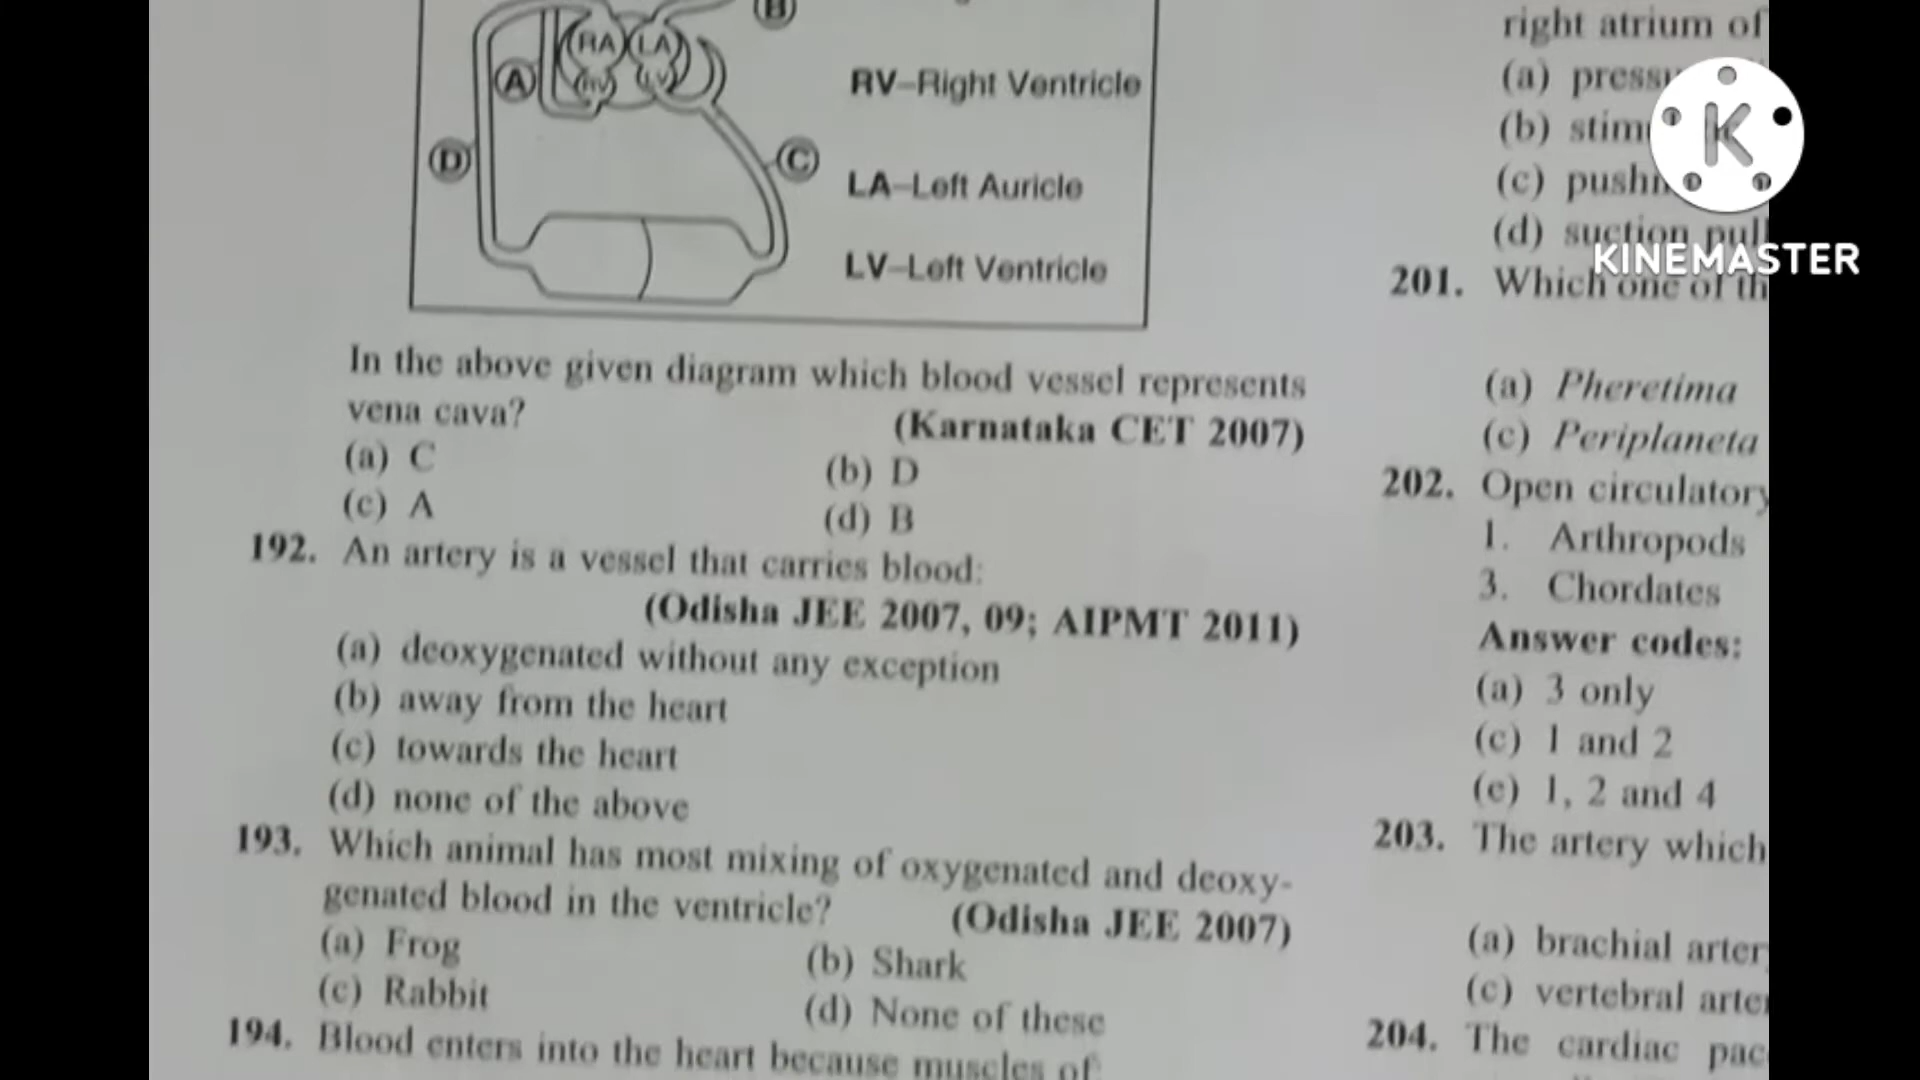 B
RA LA
A
RV LV
RV–Right Ventricle
D
C
LA–Left Auricle
LV–Left Ventricle
In the above given diagram which blood vessel represents
vena cava? (Karnataka CET 2007)
(a) C (b) D
(c) A (d) B
192. An artery is a vessel that carries blood:
(Odisha JEE 2007, 09; AIPMT 2011)
(a) deoxygenated without any exception
(b) away from the heart
(c) towards the heart
(d) none of the above
193. Which animal has most mixing of oxygenated and deoxy-
genated blood in the ventricle? (Odisha JEE 2007)
(a) Frog (b) Shark
(c) Rabbit (d) None of these
194. Blood enters into the heart because muscles of
right atrium of
(a)
(b)
(c)
(d) suction pull
201. Which one of th
(a) Pheretima
(c) Periplaneta
202. Open circulatory
1. Arthropods
3. Chordates
Answer codes:
(a) 3 only
(c) 1 and 2
(e) 1, 2 and 4
203. The artery which
(a) brachial arter
(c) vertebral arte
204. The cardiac pac
K
KINEMASTER